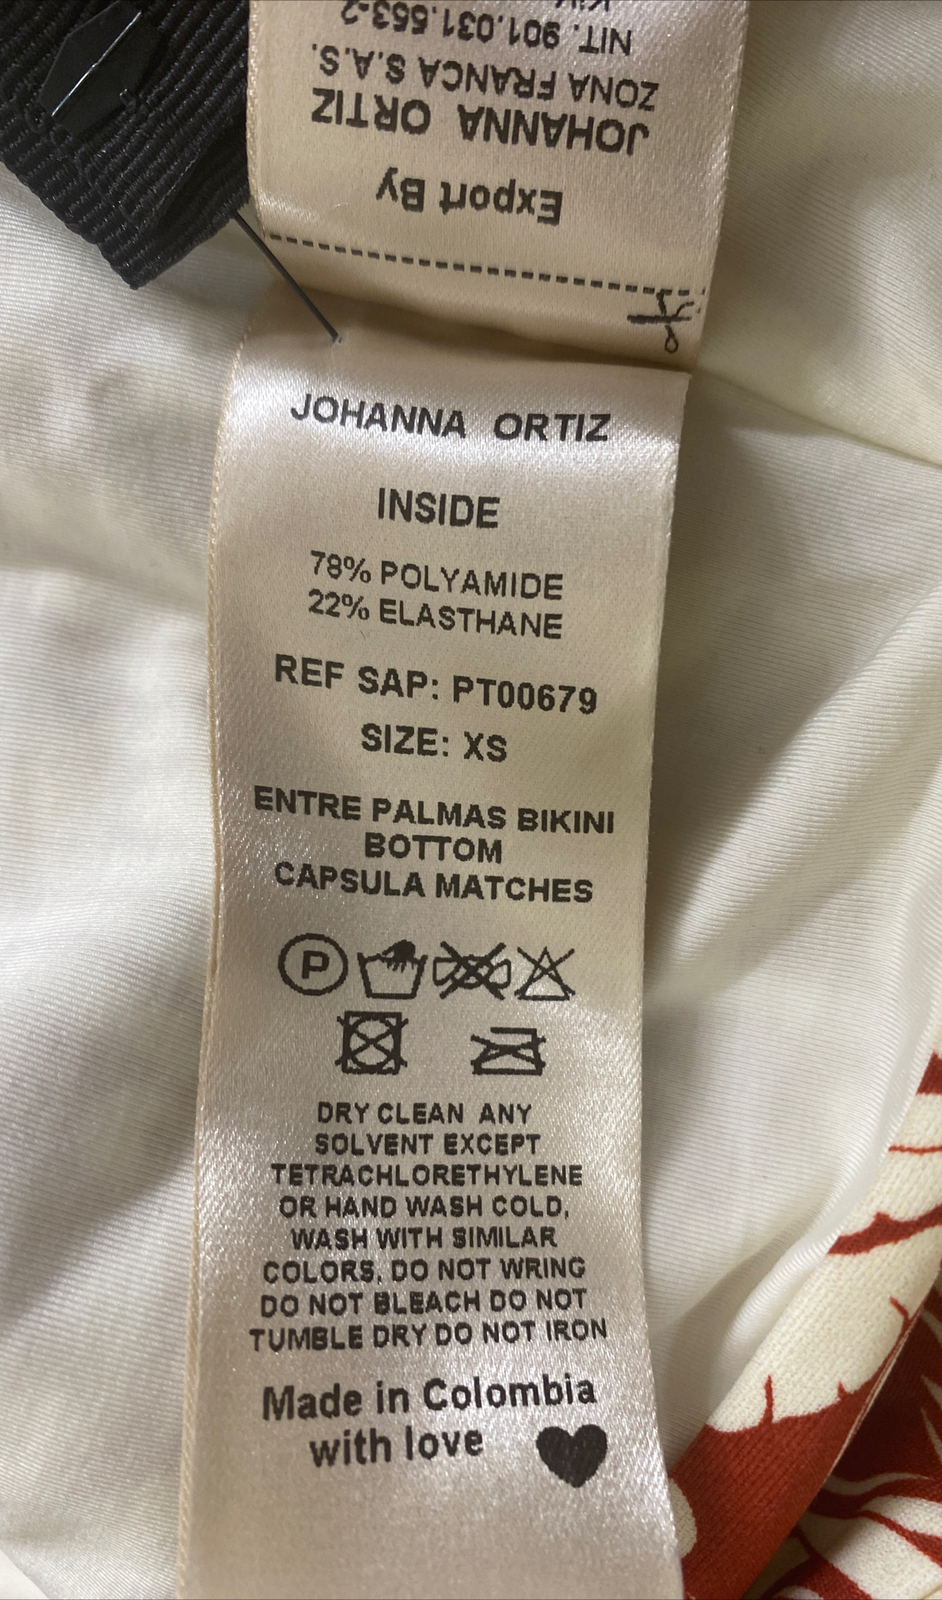 NIT. 901.031.553-2
ZONA FRANCA S.A.S.
JOHANNA ORTIZ
Export By
JOHANNA ORTIZ
INSIDE
78% POLYAMIDE
22% ELASTHANE
REF SAP: PT00679
SIZE: XS
ENTRE PALMAS BIKINI
BOTTOM
CAPSULA MATCHES
P
DRY CLEAN ANY
SOLVENT EXCEPT
TETRACHLORETHYLENE
OR HAND WASH COLD,
WASH WITH SIMILAR
COLORS, DO NOT WRING
DO NOT BLEACH DO NOT
TUMBLE DRY DO NOT IRON
Made in Colombia
with love